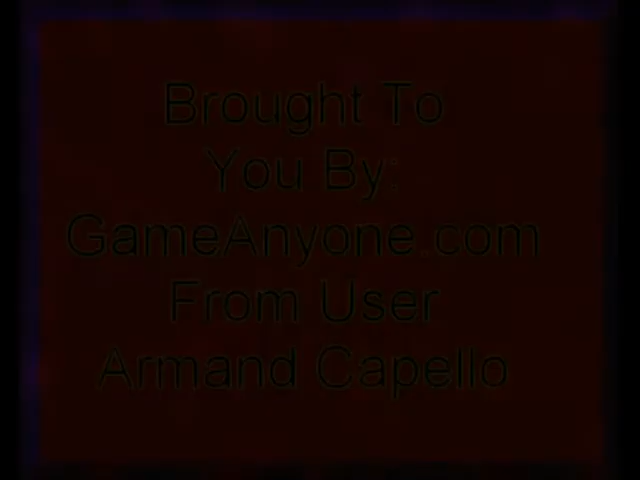 Brought To
You By:
GameAnyone.com
From User
Armand Capello